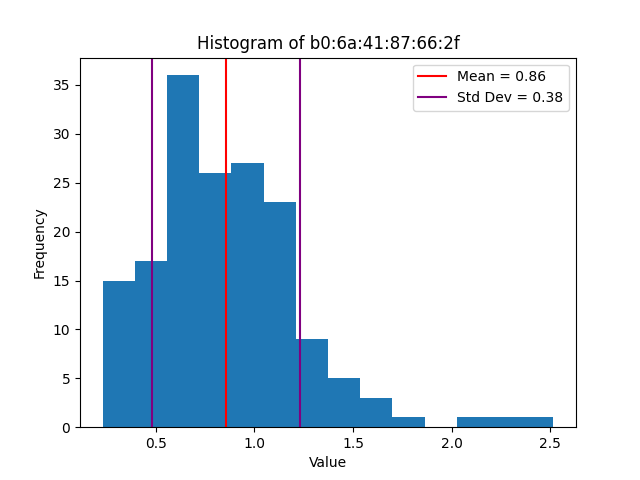 Histogram of b0:6a:41:87:66:2f
Mean = 0.86
Std Dev = 0.38
Frequency
35
30
25
20
15
10
5
0
0.5 1.0 1.5 2.0 2.5
Value